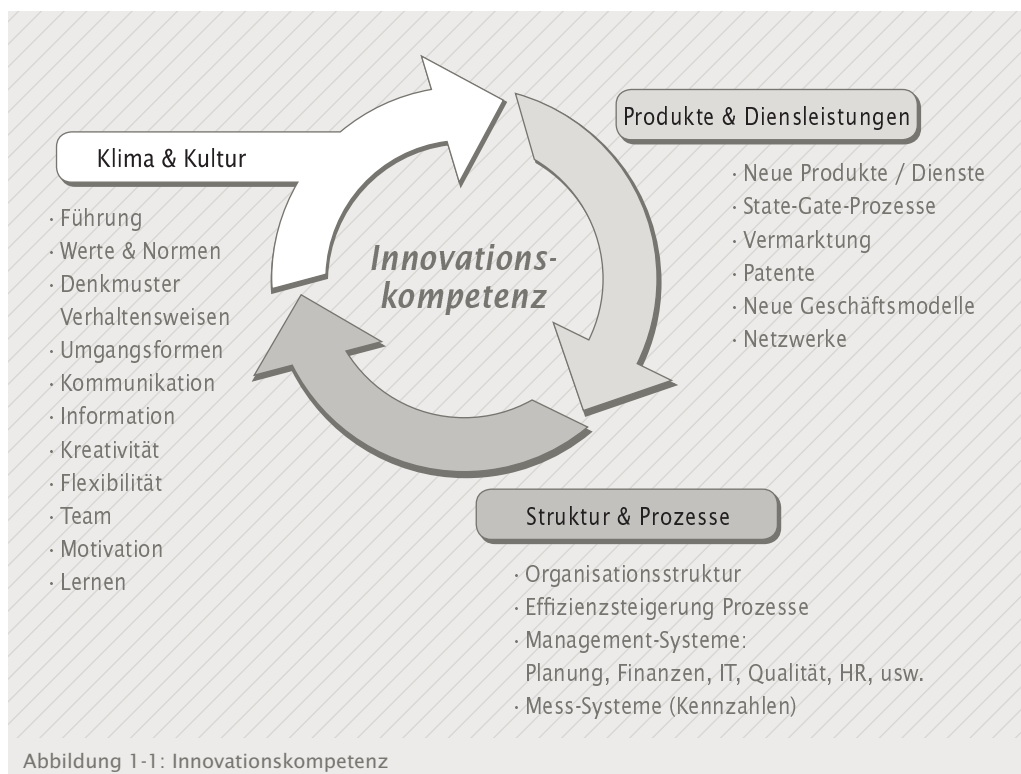 Klima & Kultur
· Führung
· Werte & Normen
· Denkmuster
Verhaltensweisen
· Umgangsformen
· Kommunikation
· Information
· Kreativität
· Flexibilität
· Team
· Motivation
· Lernen
Innovations-
kompetenz
Produkte & Diensleistungen
· Neue Produkte / Dienste
· State-Gate-Prozesse
· Vermarktung
· Patente
· Neue Geschäftsmodelle
· Netzwerke
Struktur & Prozesse
· Organisationsstruktur
· Effizienzsteigerung Prozesse
· Management-Systeme:
Planung, Finanzen, IT, Qualität, HR, usw.
· Mess-Systeme (Kennzahlen)
Abbildung 1-1: Innovationskompetenz